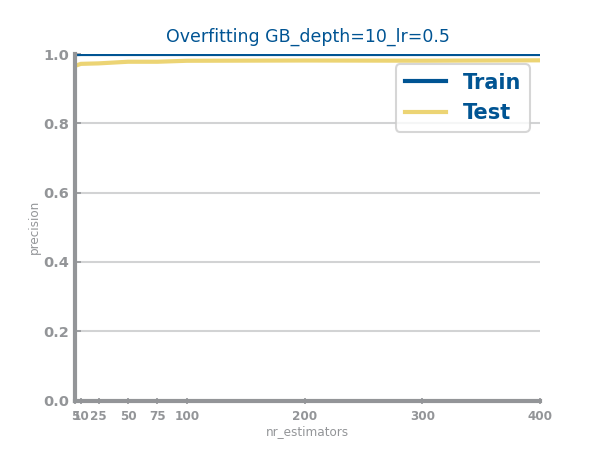 Overfitting GB_depth=10_lr=0.5
1.0
0.8
0.6
0.4
0.2
0.0
precision
Train
Test
5 10 25 50 75 100 200 300 400
nr_estimators